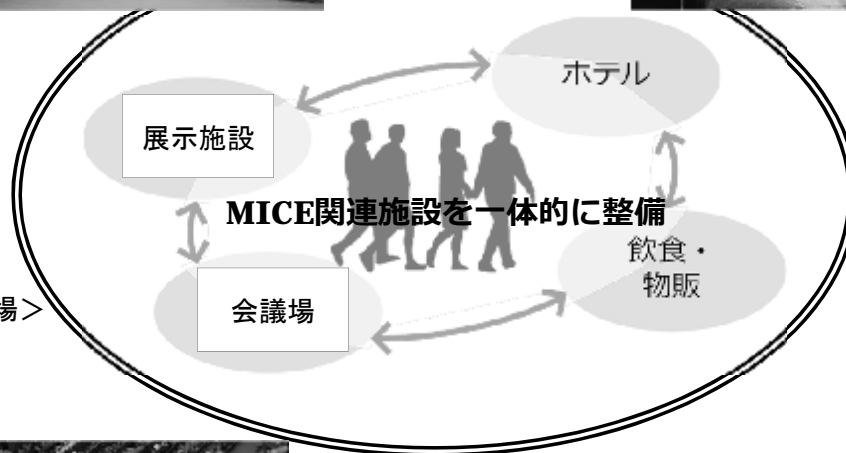 ホテル
展示施設
MICE関連施設を一体的に整備
飲食・
物販
会議場
場＞